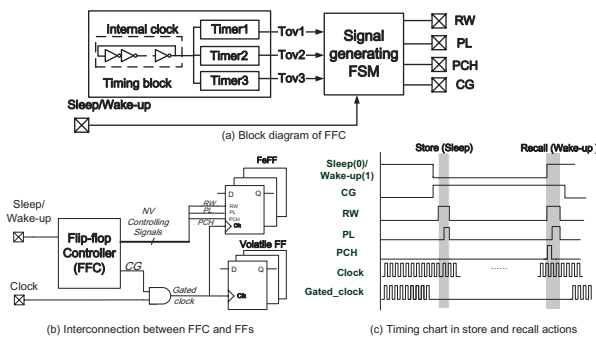 Internal clock
Timing block
Timer1
Timer2
Timer3
Tov1
Tov2
Tov3
Signal
generating
FSM
RW
PL
PCH
CG
Sleep/Wake-up
(a) Block diagram of FFC
Sleep/
Wake-up
Clock
Flip-flop
Controller
(FFC)
NV
Controlling
Signals
CG
Gated
clock
RW
PL
PCH
FeFF
D Q
RW
PL
PCH
Clk
Volatile FF
D Q
Clk
(b) Interconnection between FFC and FFs
Store (Sleep)
Recall (Wake-up
Sleep(0)/
Wake-up(1)
CG
RW
PL
PCH
Clock
......
Gated_clock
(c) Timing chart in store and recall actions